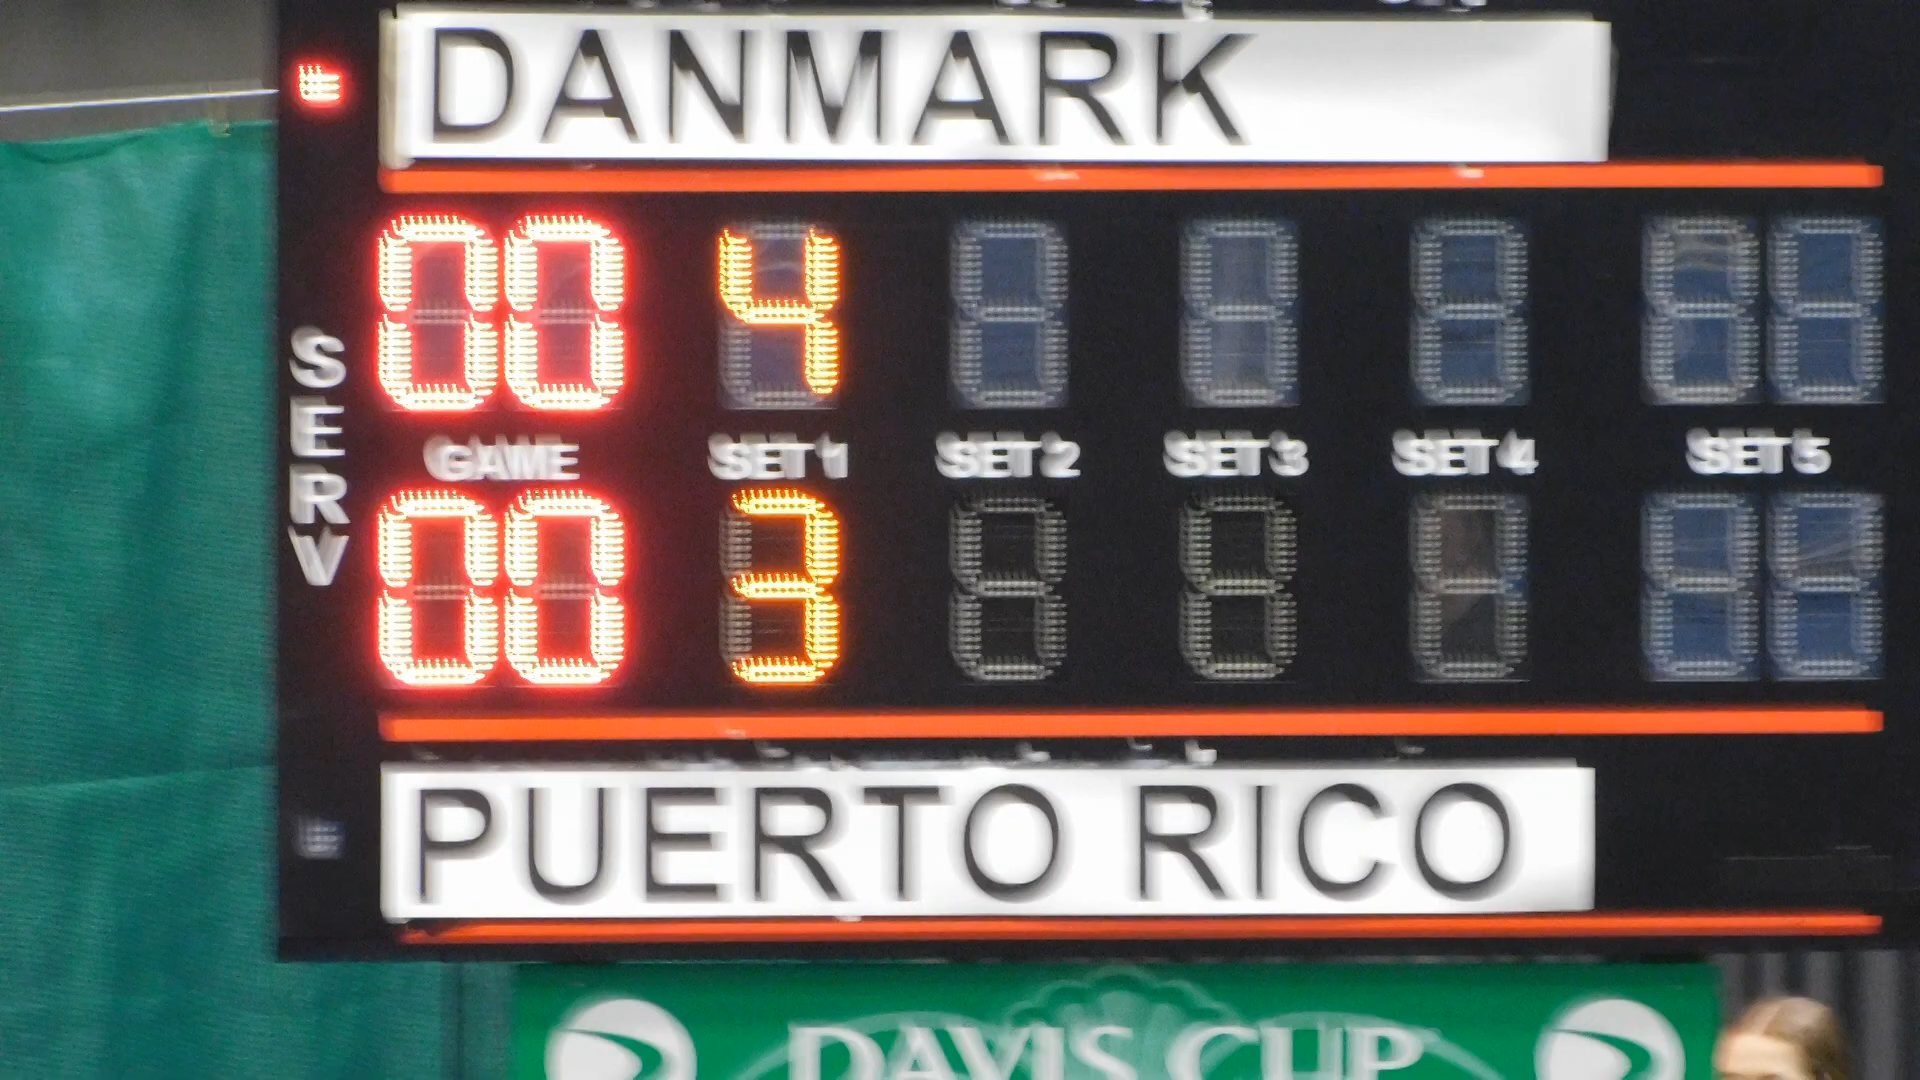 DANMARK
00 4
SERV
GAME SET 1 SET 2 SET 3 SET 4 SET 5
00 3
PUERTO RICO
DAVIS CUP